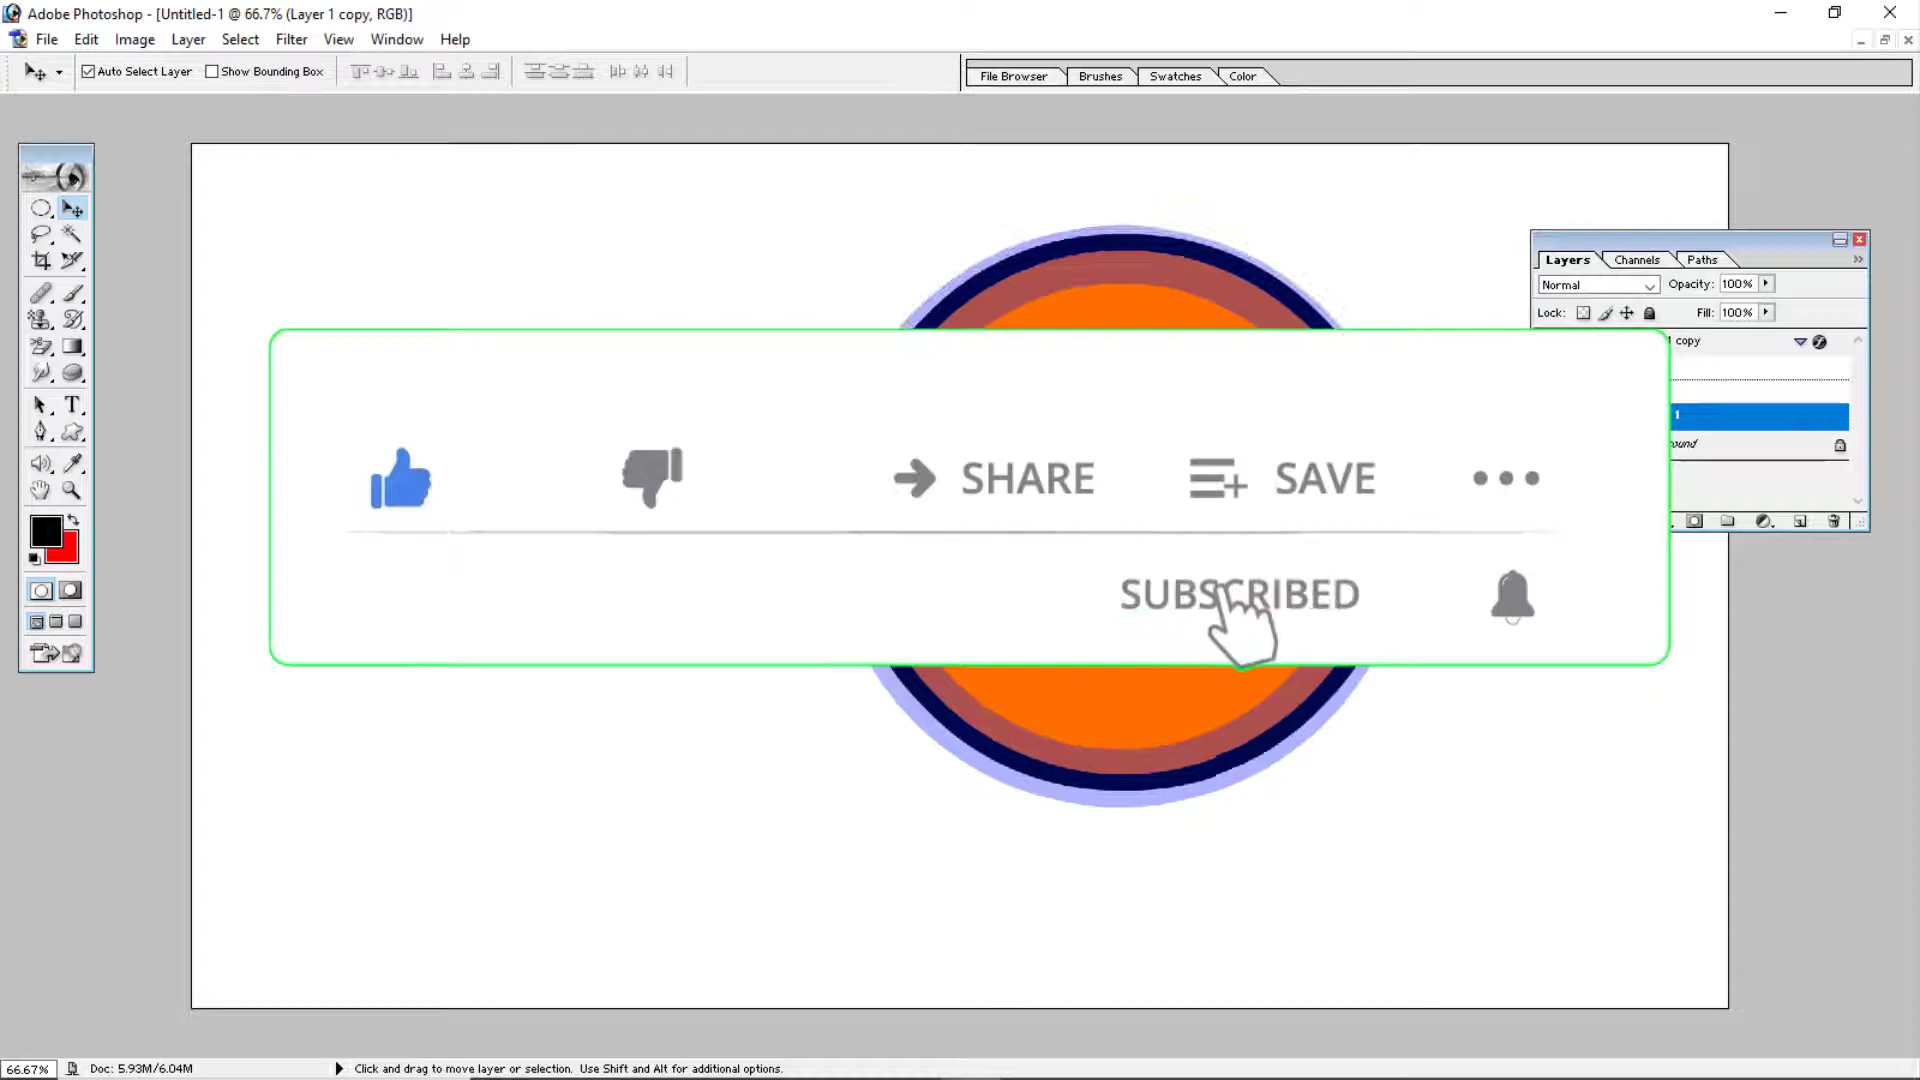 Adobe Photoshop - [Untitled-1 @ 66.7% (Layer 1 copy, RGB)]
File Edit Image Layer Select Filter View Window Help
Auto Select Layer Show Bounding Box
File Browser Brushes Swatches Color
Layers Channels Paths
Normal Opacity: 100%
Lock: Fill: 100%
copy
1
ound
SHARE SAVE
SUBSCRIBED
66.67% Doc: 5.93M/6.04M Click and drag to move layer or selection. Use Shift and Alt for additional options.